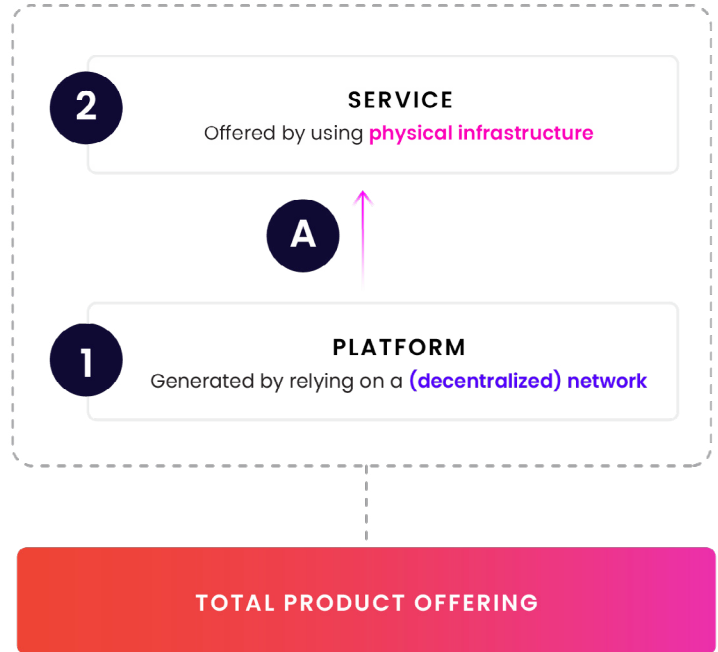 2
SERVICE
Offered by using physical infrastructure
A
1
PLATFORM
Generated by relying on a (decentralized) network
TOTAL PRODUCT OFFERING